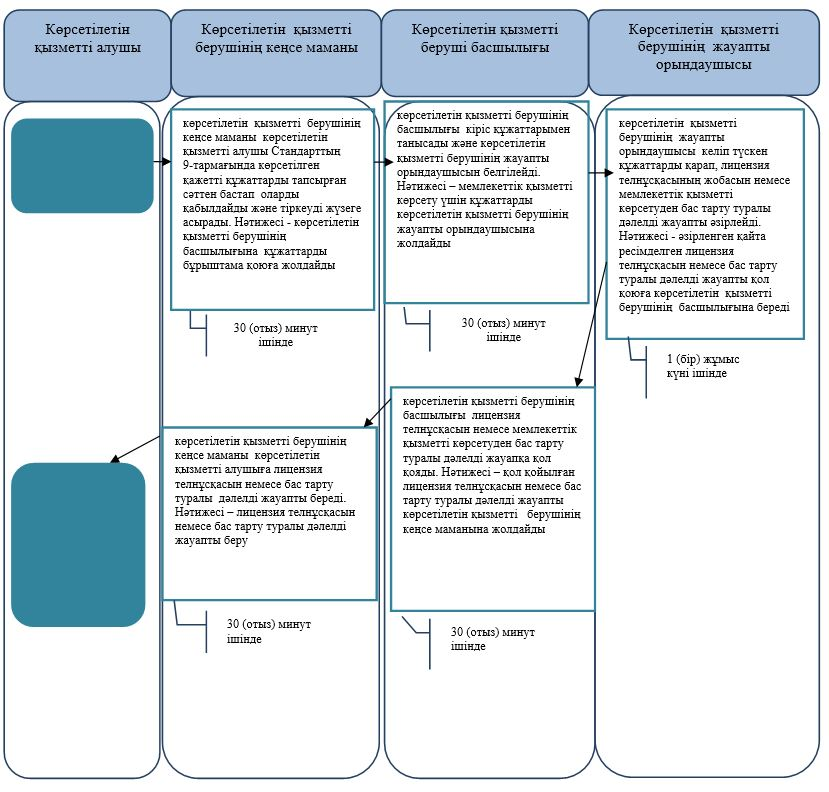 Көрсетілетін
қызметті алушы
Көрсетілетін қызметті
берушінің кеңсе маманы
Көрсетілетін қызметті
беруші басшылығы
Көрсетілетін қызметті
берушінің жауапты
орындаушысы
көрсетілетін қызметті берушінің
кеңсе маманы көрсетілетін
қызметті алушы Стандарттың
9-тармағында көрсетілген
қажетті құжаттарды тапсырған
сәттен бастап оларды
қабылдайды және тіркеуді жүзеге
асырады. Нәтижесі - көрсетілетін
қызметті берушінің
басшылығына құжаттарды
бұрыштама қоюға жолдайды
30 (отыз) минут
ішінде
көрсетілетін қызметті берушінің
басшылығы кіріс құжаттарымен
танысады және көрсетілетін
қызметті берушінің жауапты
орындаушысын белгілейді.
Нәтижесі – мемлекеттік қызметті
көрсету үшін құжаттарды
көрсетілетін қызметті берушінің
жауапты орындаушысына
жолдайды
30 (отыз) минут
ішінде
көрсетілетін қызметті
берушінің жауапты
орындаушысы келіп түскен
құжаттарды қарап, лицензия
телнұсқасының жобасын немесе
мемлекеттік қызметті
көрсетуден бас тарту туралы
дәлелді жауапты әзірлейді.
Нәтижесі - әзірленген қайта
ресімделген лицензия
телнұсқасын немесе бас тарту
туралы дәлелді жауапты қол
қоюға көрсетілетін қызметті
берушінің басшылығына береді
1 (бір) жұмыс
күні ішінде
көрсетілетін қызметті берушінің
басшылығы лицензия
телнұсқасын немесе мемлекеттік
қызметті көрсетуден бас тарту
туралы дәлелді жауапқа қол
қояды. Нәтижесі – қол қойылған
лицензия телнұсқасын немесе бас
тарту туралы дәлелді жауапты
көрсетілетін қызметті берушінің
кеңсе маманына жолдайды
30 (отыз) минут
ішінде
көрсетілетін қызметті берушінің
кеңсе маманы көрсетілетін
қызметті алушыға лицензия
телнұсқасын немесе бас тарту
туралы дәлелді жауапты береді.
Нәтижесі – лицензия телнұсқасын
немесе бас тарту туралы дәлелді
жауапты беру
30 (отыз) минут
ішінде